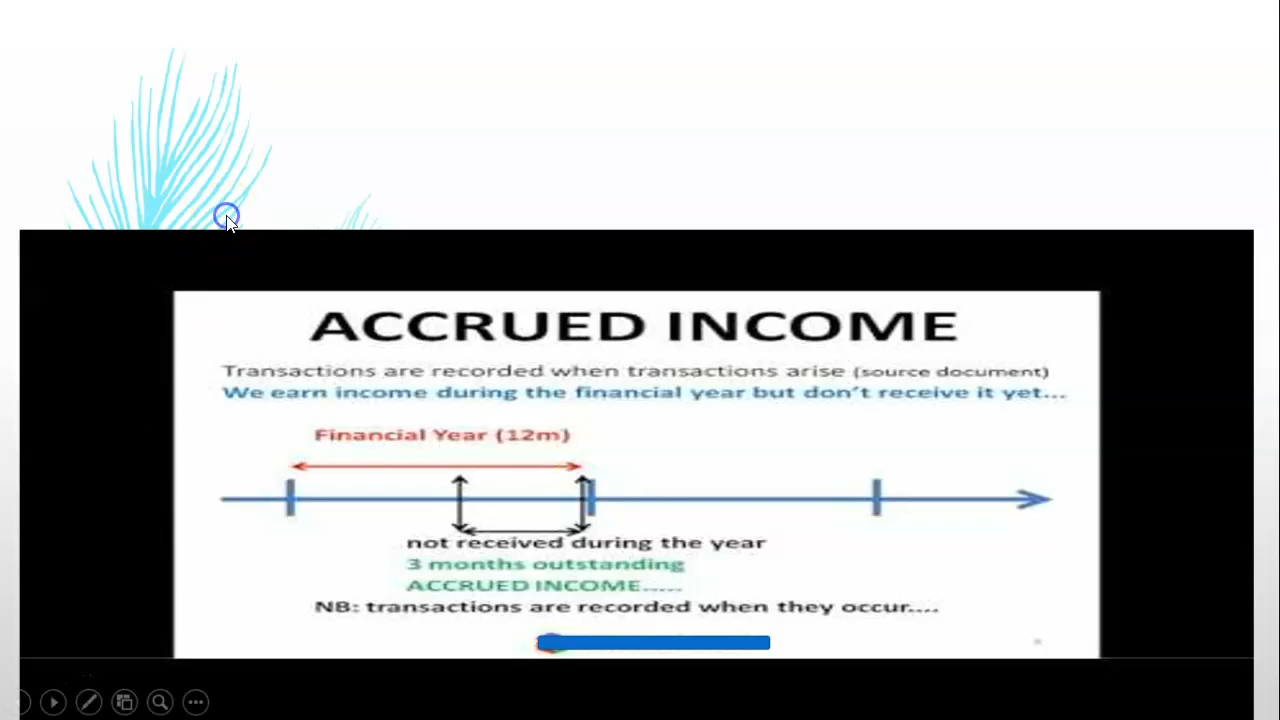 ACCRUED INCOME
Transactions are recorded when transactions arise (source document)
We earn income during the financial year but don't receive it yet...
Financial Year (12m)
not received during the year
3 months outstanding
ACCRUED INCOME.....
NB: transactions are recorded when they occur....